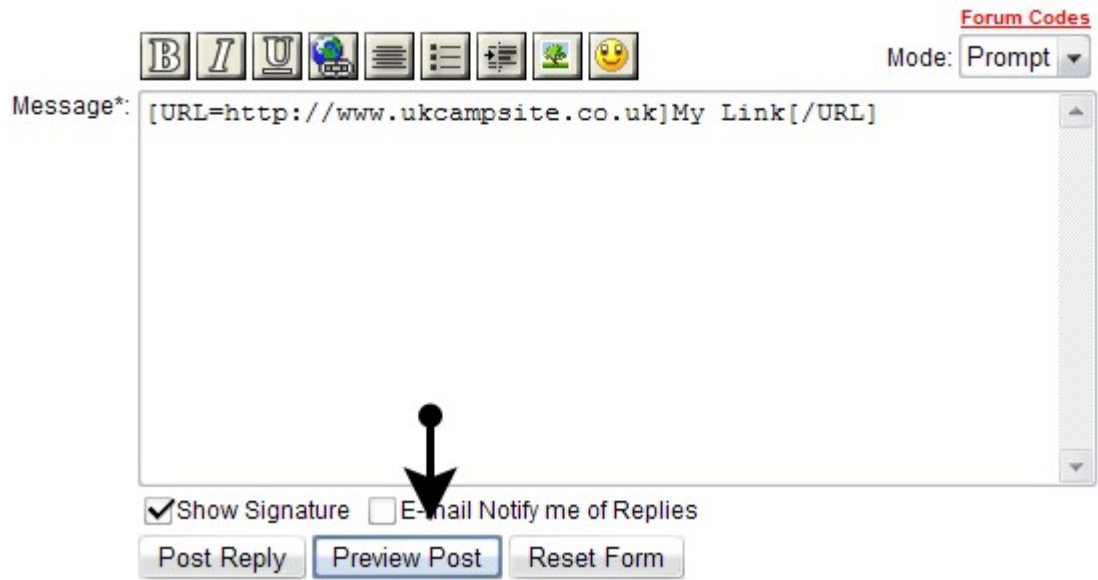 Forum Codes
B I U
Mode: Prompt
Message*: [URL=http://www.ukcampsite.co.uk]My Link[/URL]
Show Signature E-mail Notify me of Replies
Post Reply Preview Post Reset Form